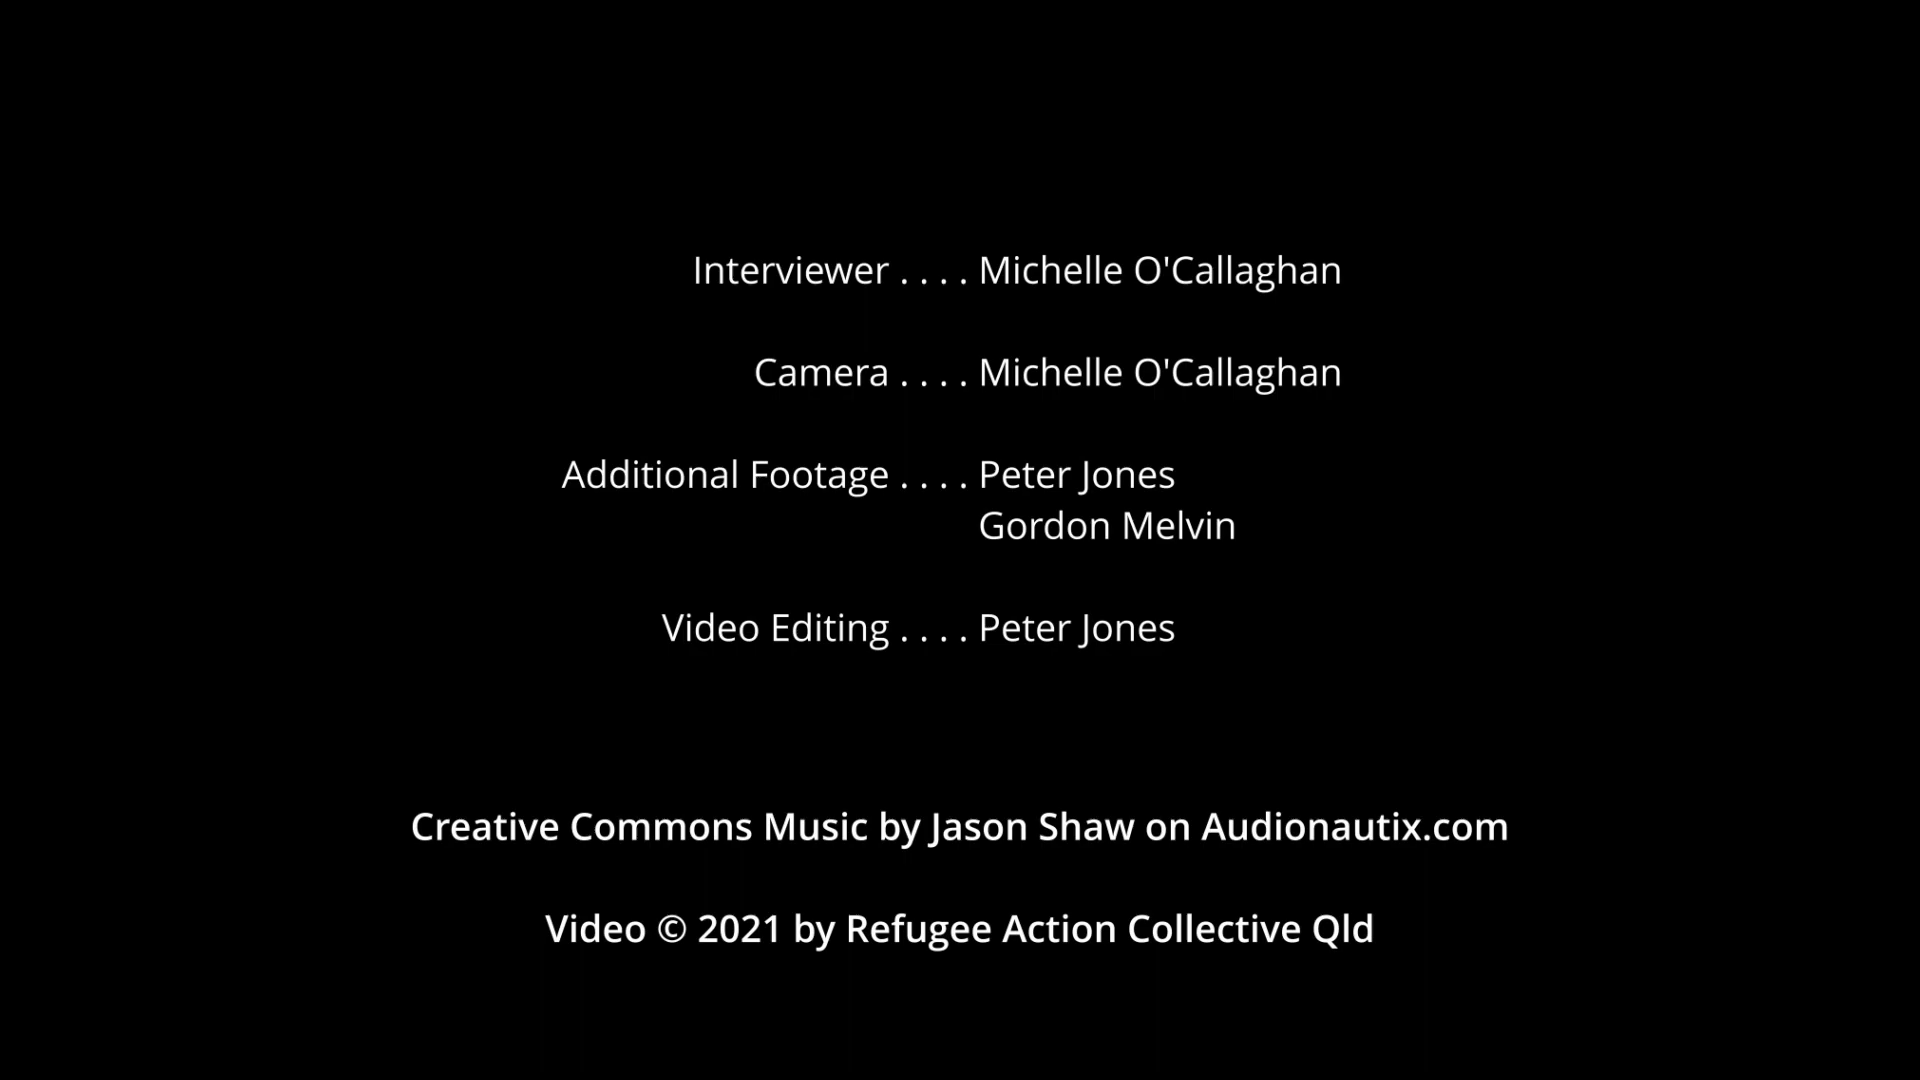 Interviewer . . . . Michelle O'Callaghan
Camera . . . . Michelle O'Callaghan
Additional Footage . . . . Peter Jones
Gordon Melvin
Video Editing . . . . Peter Jones
Creative Commons Music by Jason Shaw on Audionautix.com
Video © 2021 by Refugee Action Collective Qld